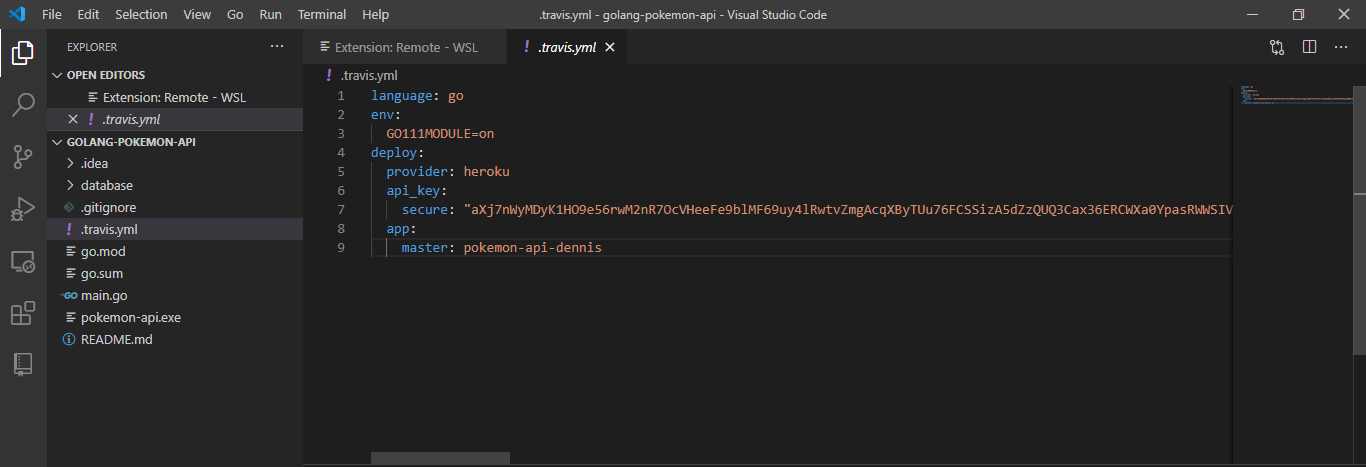 File Edit Selection View Go Run Terminal Help .travis.yml - golang-pokemon-api - Visual Studio Code
EXPLORER
OPEN EDITORS
Extension: Remote - WSL
.travis.yml
GOLANG-POKEMON-API
.idea
database
.gitignore
.travis.yml
go.mod
go.sum
main.go
pokemon-api.exe
README.md
Extension: Remote - WSL
.travis.yml
.travis.yml
1 language: go
2 env:
3 GO111MODULE=on
4 deploy:
5 provider: heroku
6 api_key:
7 secure: "aXj7nWyMDyK1HO9e56rwM2nR7OcVHeeFe9blMF69uy4lRwtvZmgAcqXByTUu76FCSSizA5dZzQUQ3Cax36ERCWXa0YpasRWWSIV
8 app:
9 master: pokemon-api-dennis